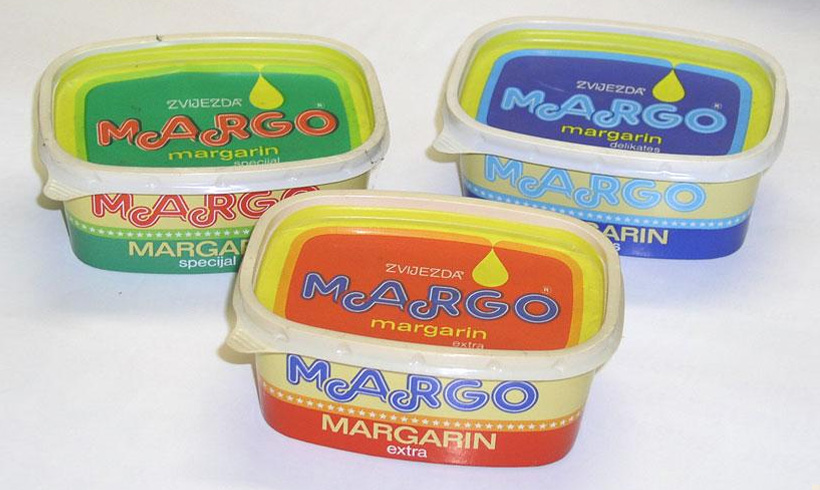 ZVIJEZDA
MARGO
®
margarin
specijal
MARGO
MARGAR
specijal
ZVIJEZDA
MARGO
®
margarin
delikates
MARGO
ARIN
s
ZVIJEZDA
MARGO
®
margarin
extra
MARGO
MARGARIN
extra